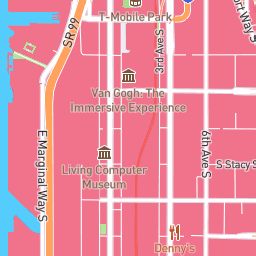 T-Mobile Park
SR 99
3rd Ave S
Van Gogh: The
Immersive Experience
E Marginal Way S
6th Ave S
S Stacy S
Living Computer
Museum
Denny's